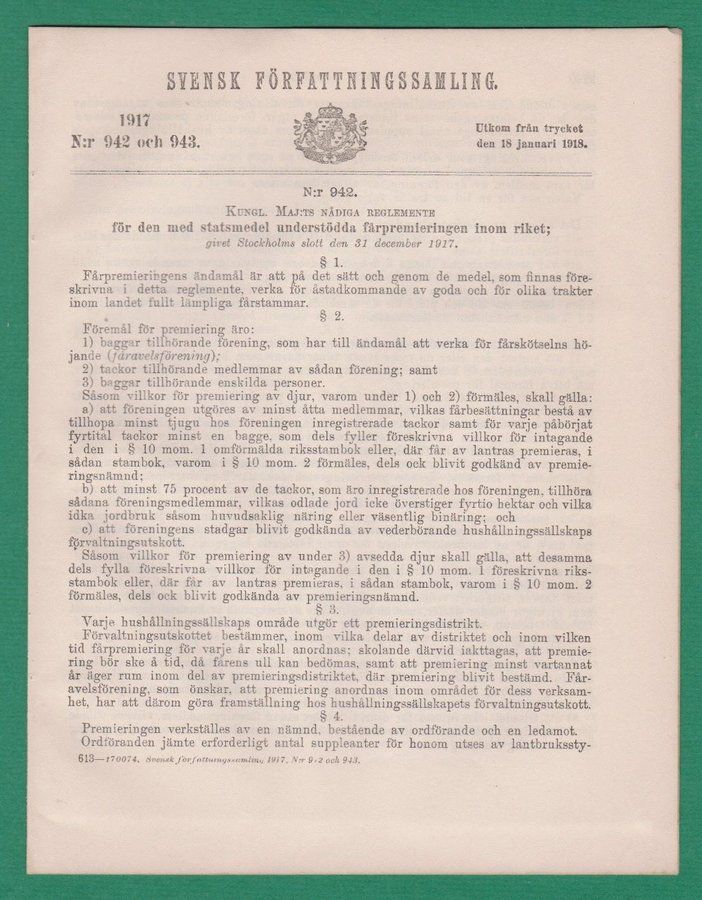 SVENSK FÖRFATTNINGSSAMLING.
1917
N:r 942 och 943.
Utkom från trycket
den 18 januari 1918.
N:r 942.
KUNGL. MAJ:TS NÅDIGA REGLEMENTE
för den med statsmedel understödda fårpremieringen inom riket;
givet Stockholms slott den 31 december 1917.
§ 1.
Fårpremieringens ändamål är att på det sätt och genom de medel, som finnas före-
skrivna i detta reglemente, verka för åstadkommande av goda och för olika trakter
inom landet fullt lämpliga fårstammar.
§ 2.
Föremål för premiering äro:
1) baggar tillhörande förening, som har till ändamål att verka för fårskötselns hö-
jande (fåravelsförening);
2) tackor tillhörande medlemmar av sådan förening; samt
3) baggar tillhörande enskilda personer.
Såsom villkor för premiering av djur, varom under 1) och 2) förmäles, skall gälla:
a) att föreningen utgöres av minst åtta medlemmar, vilkas fårbesättningar bestå av
tillhopa minst tjugu hos föreningen inregistrerade tackor samt för varje påbörjat
fyrtital tackor minst en bagge, som dels fyller föreskrivna villkor för intagande
i den i § 10 mom. 1 omförmälda riksstambok eller, där får av lantras premieras, i
sådan stambok, varom i § 10 mom. 2 förmäles, dels ock blivit godkänd av premie-
ringsnämnd;
b) att minst 75 procent av de tackor, som äro inregistrerade hos föreningen, tillhöra
sådana föreningsmedlemmar, vilkas odlade jord icke överstiger fyrtio hektar och vilka
idka jordbruk såsom huvudsaklig näring eller väsentlig binäring; och
c) att föreningens stadgar blivit godkända av vederbörande hushållningssällskaps
förvaltningsutskott.
Såsom villkor för premiering av under 3) avsedda djur skall gälla, att desamma
dels fylla föreskrivna villkor för intagande i den i § 10 mom. 1 föreskrivna riks-
stambok eller, där får av lantras premieras, i sådan stambok, varom i § 10 mom. 2
förmäles, dels ock blivit godkända av premieringsnämnd.
§ 3.
Varje hushållningssällskaps område utgör ett premieringsdistrikt.
Förvaltningsutskottet bestämmer, inom vilka delar av distriktet och inom vilken
tid fårpremiering för varje år skall anordnas; skolande därvid iakttagas, att premie-
ring bör ske å tid, då fårens ull kan bedömas, samt att premiering minst vartannat
år äger rum inom del av premieringsdistriktet, där premiering blivit bestämd. Får-
avelsförening, som önskar, att premiering anordnas inom området för dess verksam-
het, har att därom göra framställning hos hushållningssällskapets förvaltningsutskott.
§ 4.
Premieringen verkställes av en nämnd, bestående av ordförande och en ledamot.
Ordföranden jämte erforderligt antal suppleanter för honom utses av lantbrukssty-
613—170074. Svensk författningssamling 1917. N:r 942 och 943.